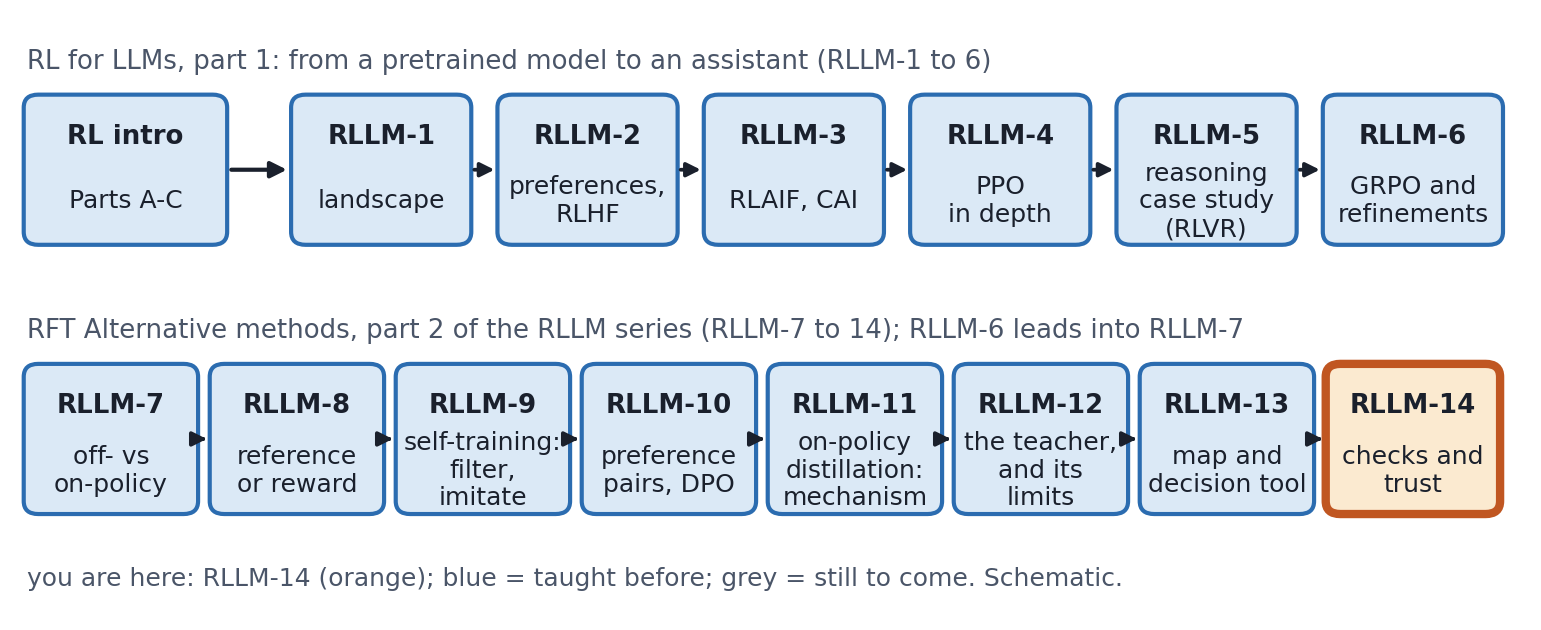 RL for LLMs, part 1: from a pretrained model to an assistant (RLLM-1 to 6)
RL intro
Parts A-C
RLLM-1
landscape
RLLM-2
preferences,
RLHF
RLLM-3
RLAIF, CAI
RLLM-4
PPO
in depth
RLLM-5
reasoning
case study
(RLVR)
RLLM-6
GRPO and
refinements
RFT Alternative methods, part 2 of the RLLM series (RLLM-7 to 14); RLLM-6 leads into RLLM-7
RLLM-7
off- vs
on-policy
RLLM-8
reference
or reward
RLLM-9
self-training:
filter,
imitate
RLLM-10
preference
pairs, DPO
RLLM-11
on-policy
distillation:
mechanism
RLLM-12
the teacher,
and its
limits
RLLM-13
map and
decision tool
RLLM-14
checks and
trust
you are here: RLLM-14 (orange); blue = taught before; grey = still to come. Schematic.